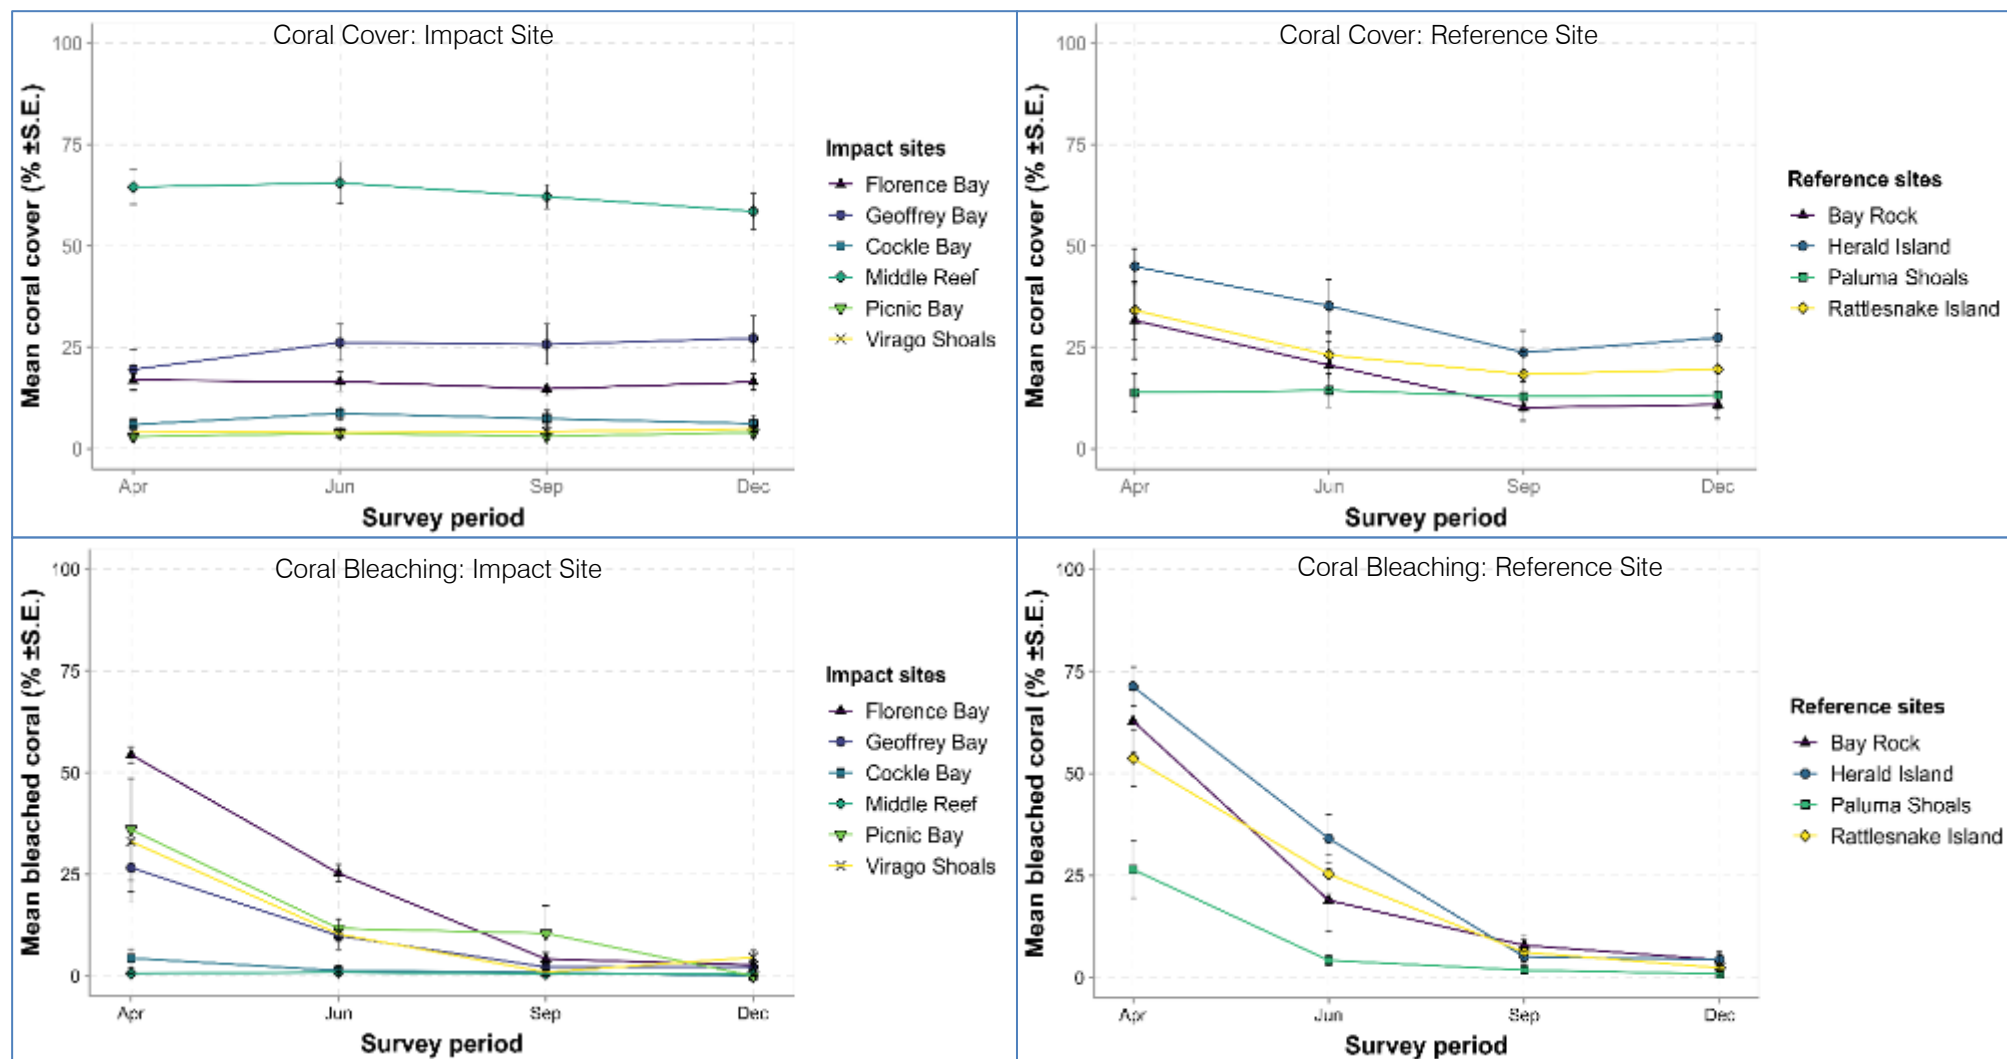 Coral Cover: Impact Site
Mean coral cover (% ±S.E.)
100
75
50
25
0
Apr Jun Sep Dec
Survey period
Impact sites
Florence Bay
Geoffrey Bay
Cockle Bay
Middle Reef
Picnic Bay
Virago Shoals
Coral Cover: Reference Site
Mean coral cover (% ±S.E.)
100
75
50
25
0
Apr Jun Sep Dec
Survey period
Reference sites
Bay Rock
Herald Island
Paluma Shoals
Rattlesnake Island
Coral Bleaching: Impact Site
Mean bleached coral (% ±S.E.)
100
75
50
25
0
Apr Jun Sep Dec
Survey period
Impact sites
Florence Bay
Geoffrey Bay
Cockle Bay
Middle Reef
Picnic Bay
Virago Shoals
Coral Bleaching: Reference Site
Mean bleached coral (% ±S.E.)
100
75
50
25
0
Apr Jun Sep Dec
Survey period
Reference sites
Bay Rock
Herald Island
Paluma Shoals
Rattlesnake Island